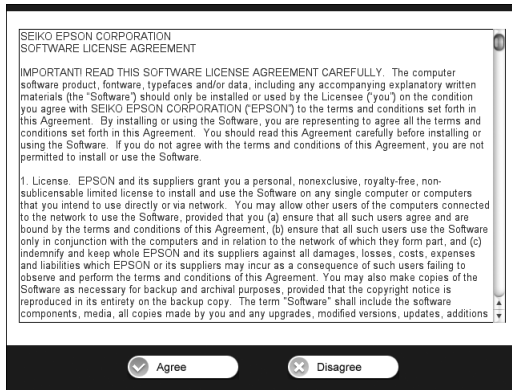 SEIKO EPSON CORPORATION
SOFTWARE LICENSE AGREEMENT
IMPORTANT! READ THIS SOFTWARE LICENSE AGREEMENT CAREFULLY.  The computer
software product, fontware, typefaces and/or data, including any accompanying explanatory written
materials (the "Software") should only be installed or used by the Licensee ("you") on the condition
you agree with SEIKO EPSON CORPORATION ("EPSON") to the terms and conditions set forth in
this Agreement.  By installing or using the Software, you are representing to agree all the terms and
conditions set forth in this Agreement.  You should read this Agreement carefully before installing or
using the Software.  If you do not agree with the terms and conditions of this Agreement, you are not
permitted to install or use the Software.
1. License.  EPSON and its suppliers grant you a personal, nonexclusive, royalty-free, non-
sublicensable limited license to install and use the Software on any single computer or computers
that you intend to use directly or via network.  You may allow other users of the computers connected
to the network to use the Software, provided that you (a) ensure that all such users agree and are
bound by the terms and conditions of this Agreement, (b) ensure that all such users use the Software
only in conjunction with the computers and in relation to the network of which they form part, and (c)
indemnify and keep whole EPSON and its suppliers against all damages, losses, costs, expenses
and liabilities which EPSON or its suppliers may incur as a consequence of such users failing to
observe and perform the terms and conditions of this Agreement.  You may also make copies of the
Software as necessary for backup and archival purposes, provided that the copyright notice is
reproduced in its entirety on the backup copy.  The term "Software" shall include the software
components, media, all copies made by you and any upgrades, modified versions, updates, additions
Agree
Disagree